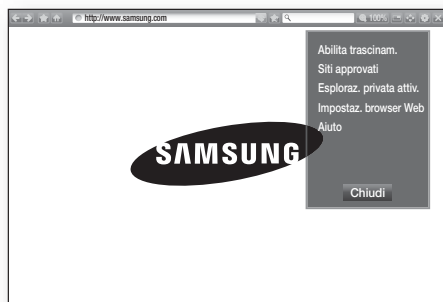 http://www.samsung.com
100%
Abilita trascinam.
Siti approvati
Esploraz. privata attiv.
Impostaz. browser Web
Aiuto
SAMSUNG
Chiudi